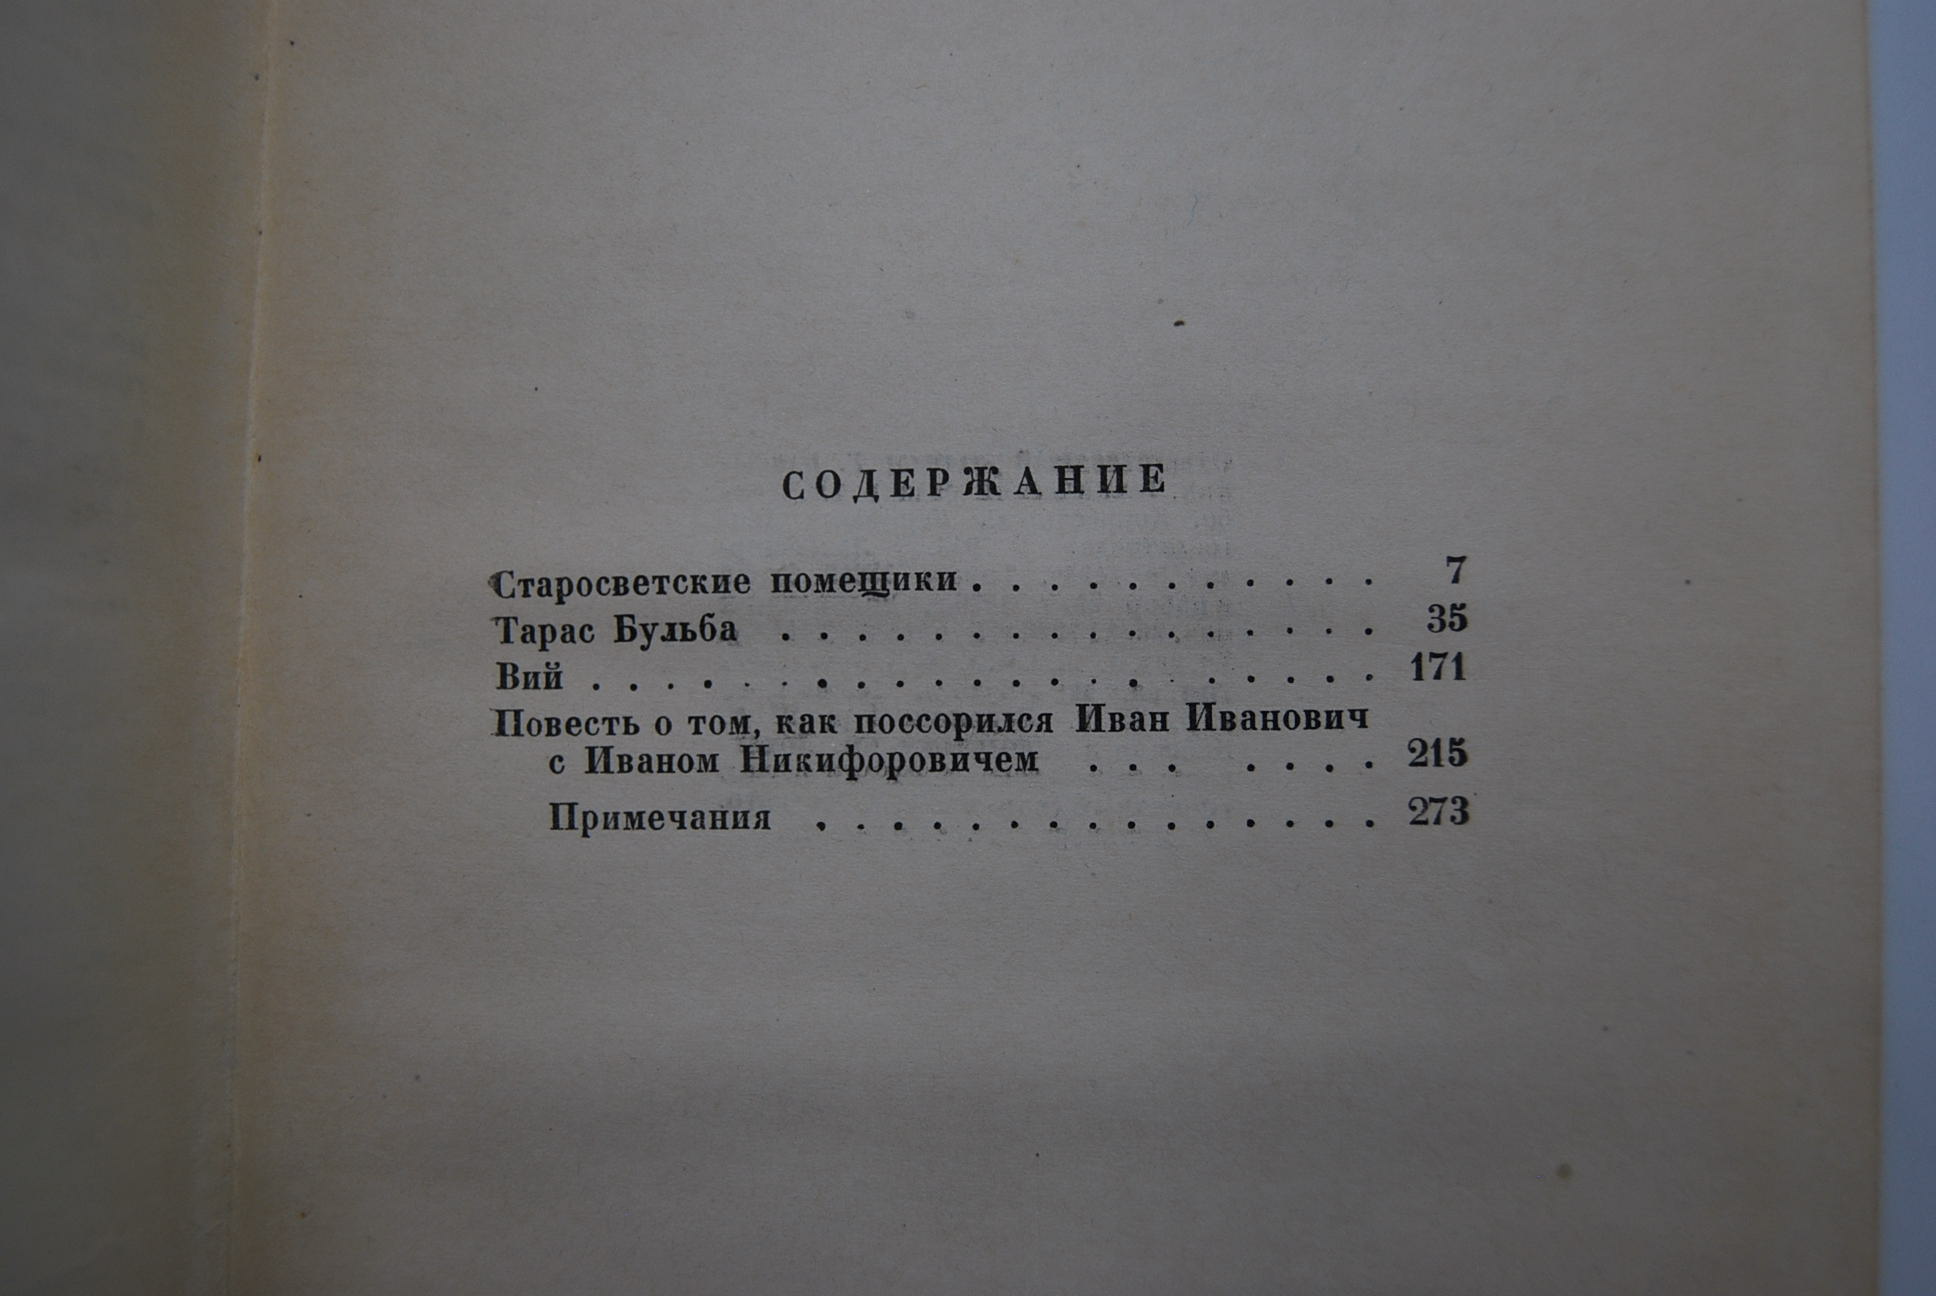 СОДЕРЖАНИЕ
Старосветские помещики . . . . . . . . . . . 7
Тарас Бульба . . . . . . . . . . . . . . . . 35
Вий . . . . . . . . . . . . . . . . . . . . 171
Повесть о том, как поссорился Иван Иванович
с Иваном Никифоровичем . . . . . . . 215
Примечания . . . . . . . . . . . . . . . 273